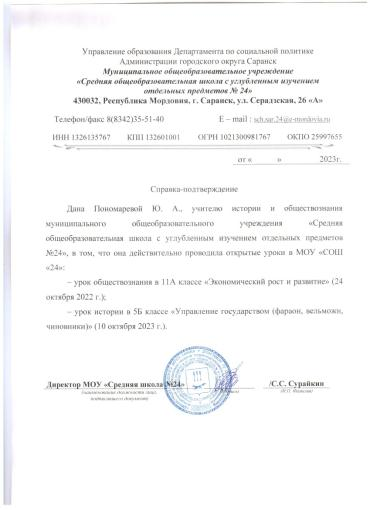 Управление образования Департамента по социальной политике
Администрации городского округа Саранск
Муниципальное общеобразовательное учреждение
«Средняя общеобразовательная школа с углубленным изучением
отдельных предметов № 24»
430032, Республика Мордовия, г. Саранск, ул. Серадзская, 26 «А»
Телефон/факс 8(8342)35-51-40 E – mail : sch.sar.24@e-mordovia.ru
ИНН 1326135767 КПП 132601001 ОГРН 1021300981767 ОКПО 25997655
от « » 2023г.
Справка-подтверждение
Дана Пономаревой Ю. А., учителю истории и обществознания
муниципального общеобразовательного учреждения «Средняя
общеобразовательная школа с углубленным изучением отдельных предметов
№24», в том, что она действительно проводила открытые уроки в МОУ «СОШ
«24»:
– урок обществознания в 11А классе «Экономический рост и развитие» (24
октября 2022 г.);
– урок истории в 5Б классе «Управление государством (фараон, вельможи,
чиновники)» (10 октября 2023 г.).
Директор МОУ «Средняя школа №24» /С.С. Сурайкин
(наименование должности лица,
подписавшего документ)